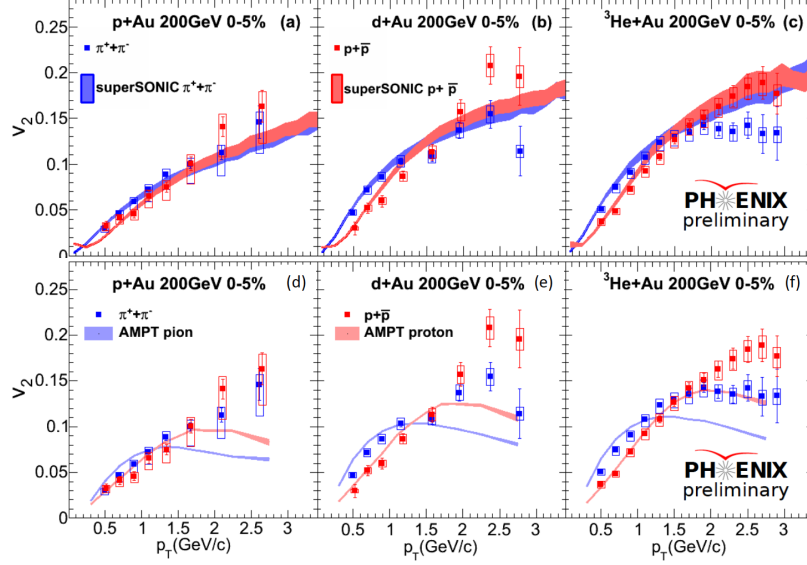 p+Au 200GeV 0-5% (a)
π⁺+π⁻
superSONIC π⁺+π⁻
d+Au 200GeV 0-5% (b)
p+p̅
superSONIC p+ p̅
³He+Au 200GeV 0-5% (c)
PHENIX
preliminary
v₂
0.25
0.2
0.15
0.1
0.05
0
p+Au 200GeV 0-5% (d)
π⁺+π⁻
AMPT pion
d+Au 200GeV 0-5% (e)
p+p̅
AMPT proton
³He+Au 200GeV 0-5% (f)
PHENIX
preliminary
v₂
0.25
0.2
0.15
0.1
0.05
0
0.5 1 1.5 2 2.5 3
0.5 1 1.5 2 2.5 3
0.5 1 1.5 2 2.5 3
p_T(GeV/c)
p_T(GeV/c)
p_T(GeV/c)